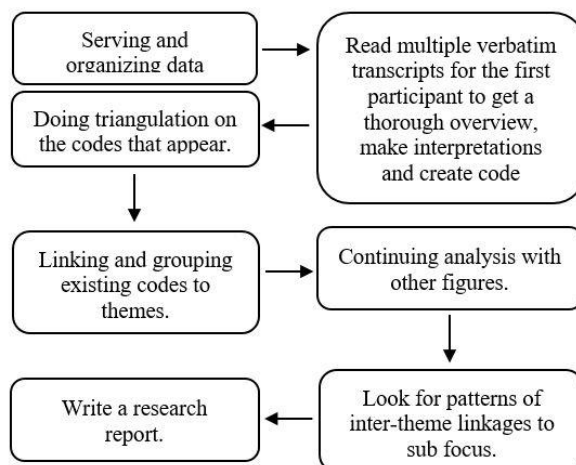 Serving and
organizing data
Read multiple verbatim
transcripts for the first
participant to get a
thorough overview,
make interpretations
and create code
Doing triangulation on
the codes that appear.
Linking and grouping
existing codes to
themes.
Continuing analysis with
other figures.
Look for patterns of
inter-theme linkages to
sub focus.
Write a research
report.